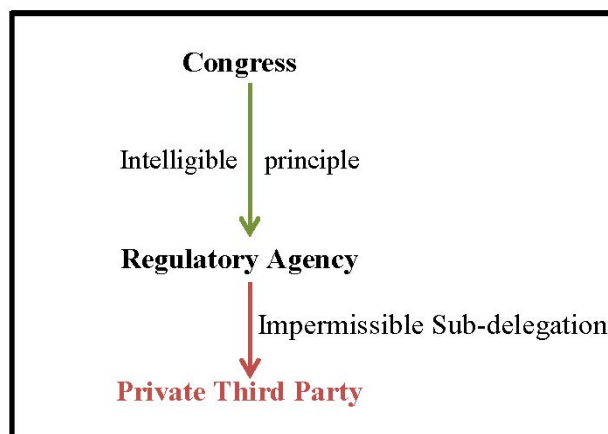 Congress
Intelligible principle
Regulatory Agency
Impermissible Sub-delegation
Private Third Party